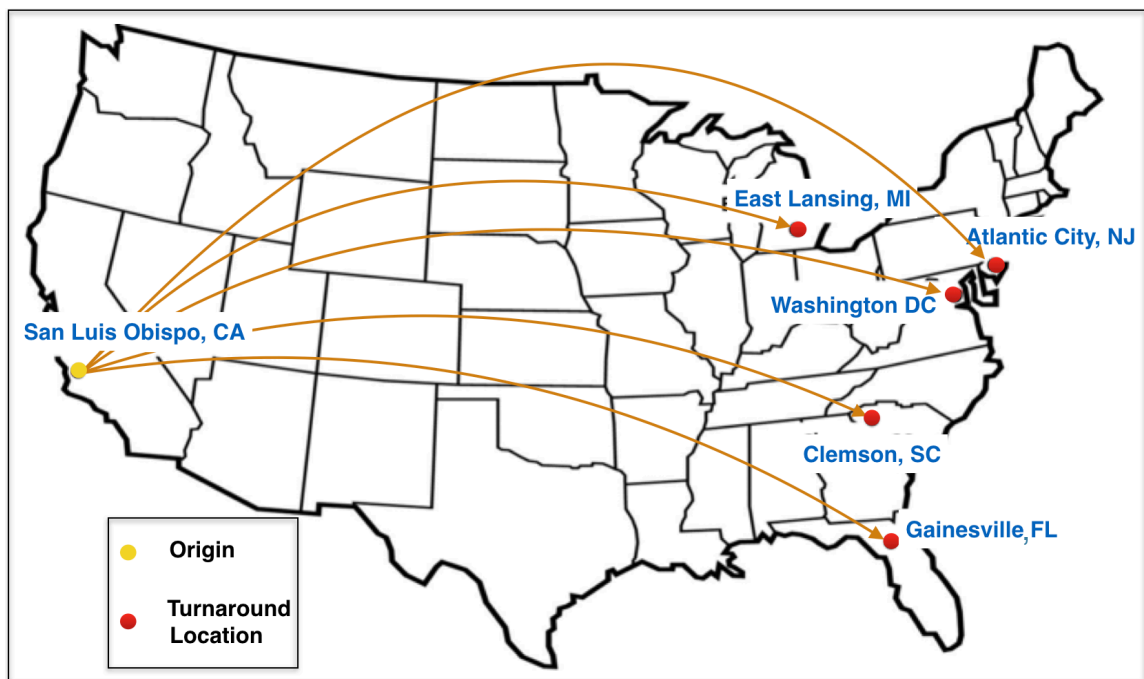 East Lansing, MI
Atlantic City, NJ
Washington DC
San Luis Obispo, CA
Clemson, SC
Gainesville,FL
Origin
Turnaround
Location